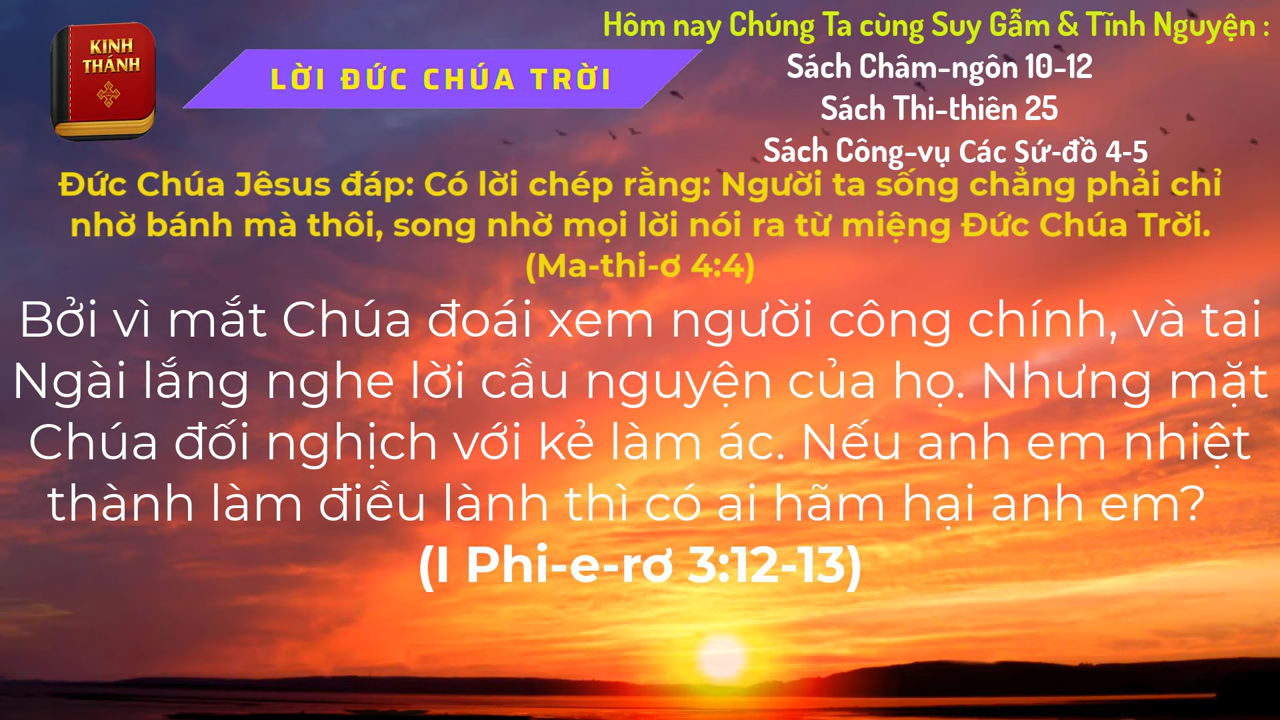 KINH
THÁNH
LỜI ĐỨC CHÚA TRỜI
Hôm nay Chúng Ta cùng Suy Gẫm & Tĩnh Nguyện :
Sách Châm-ngôn 10-12
Sách Thi-thiên 25
Sách Công-vụ Các Sứ-đồ 4-5
Đức Chúa Jêsus đáp: Có lời chép rằng: Người ta sống chẳng phải chỉ
nhờ bánh mà thôi, song nhờ mọi lời nói ra từ miệng Đức Chúa Trời.
(Ma-thi-ơ 4:4)
Bởi vì mắt Chúa đoái xem người công chính, và tai
Ngài lắng nghe lời cầu nguyện của họ. Nhưng mặt
Chúa đối nghịch với kẻ làm ác. Nếu anh em nhiệt
thành làm điều lành thì có ai hãm hại anh em?
(I Phi-e-rơ 3:12-13)